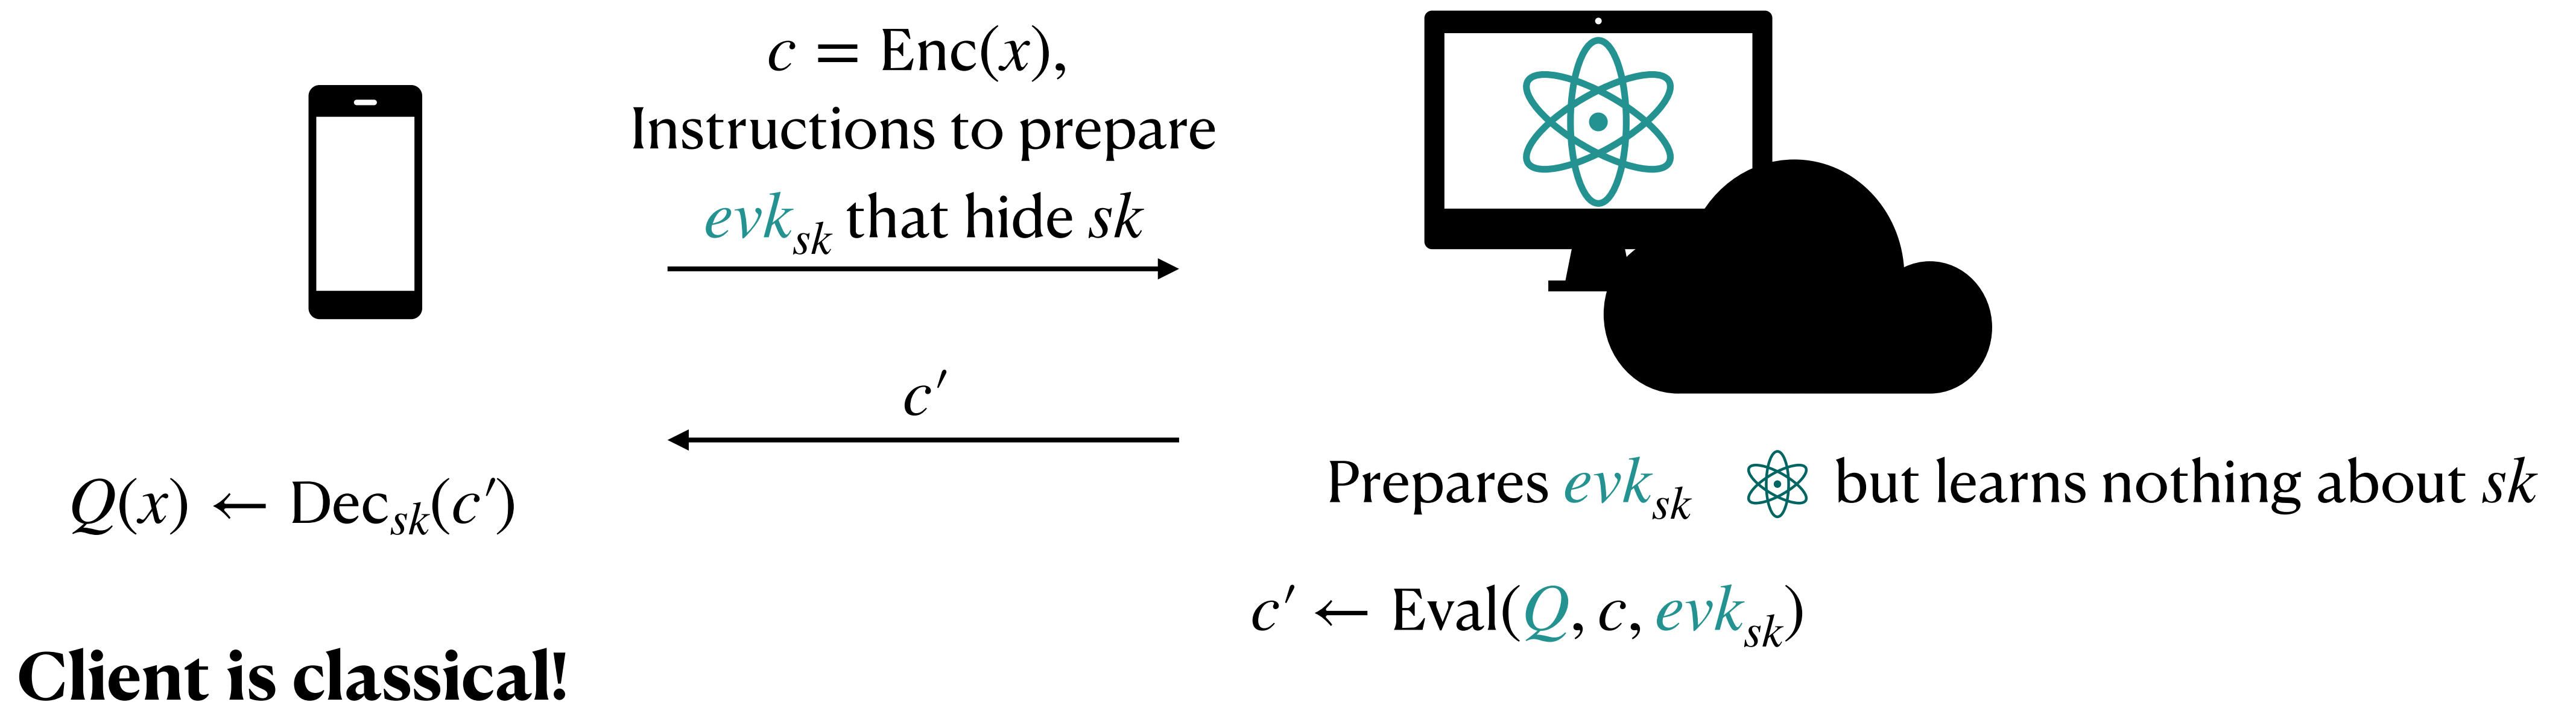 c = Enc(x),
Instructions to prepare
evk_sk that hide sk
c′
Q(x) ← Dec_sk(c′)
Prepares evk_sk but learns nothing about sk
c′ ← Eval(Q, c, evk_sk)
Client is classical!